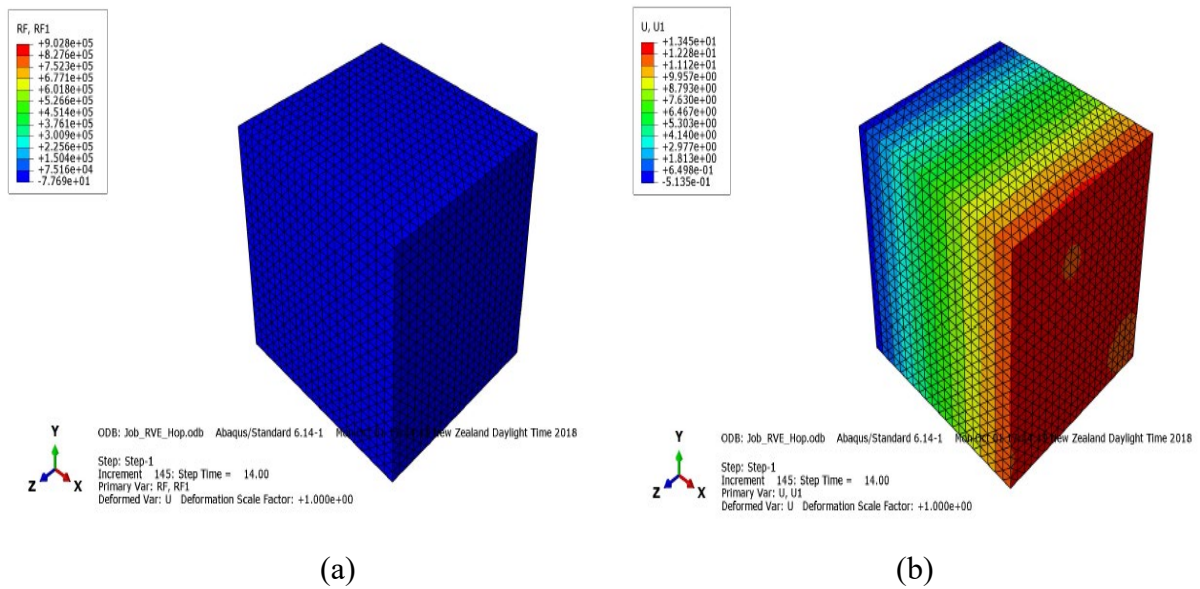 RF, RF1
+9.028e+05
+8.276e+05
+7.523e+05
+6.771e+05
+6.018e+05
+5.266e+05
+4.514e+05
+3.761e+05
+3.009e+05
+2.256e+05
+1.504e+05
+7.516e+04
-7.769e+01
Y
Z
X
ODB: Job_RVE_Hop.odb Abaqus/Standard 6.14-1 New Zealand Daylight Time 2018
Step: Step-1
Increment 145: Step Time = 14.00
Primary Var: RF, RF1
Deformed Var: U Deformation Scale Factor: +1.000e+00
(a)
U, U1
+1.345e+01
+1.228e+01
+1.112e+01
+9.957e+00
+8.793e+00
+7.630e+00
+6.467e+00
+5.303e+00
+4.140e+00
+2.977e+00
+1.813e+00
+6.498e-01
-5.135e-01
Y
Z
X
ODB: Job_RVE_Hop.odb Abaqus/Standard 6.14-1 New Zealand Daylight Time 2018
Step: Step-1
Increment 145: Step Time = 14.00
Primary Var: U, U1
Deformed Var: U Deformation Scale Factor: +1.000e+00
(b)